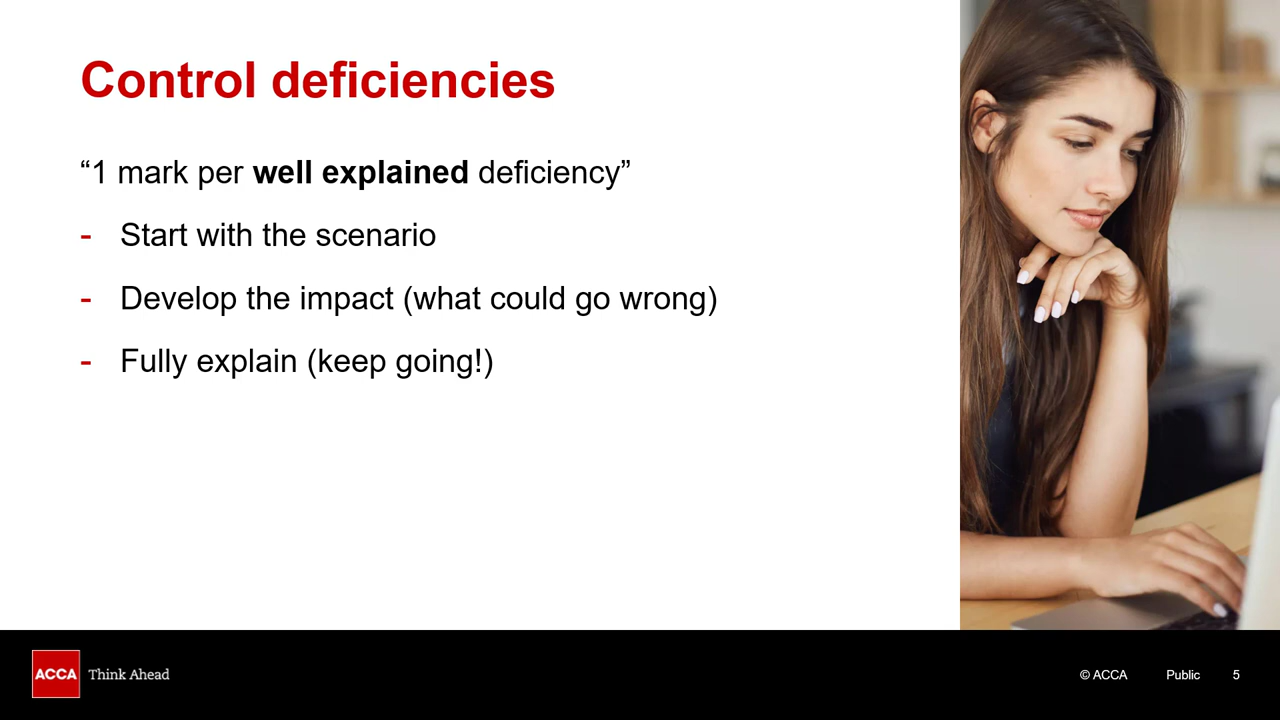 Control deficiencies
“1 mark per well explained deficiency”
- Start with the scenario
- Develop the impact (what could go wrong)
- Fully explain (keep going!)
ACCA Think Ahead
© ACCA Public 5